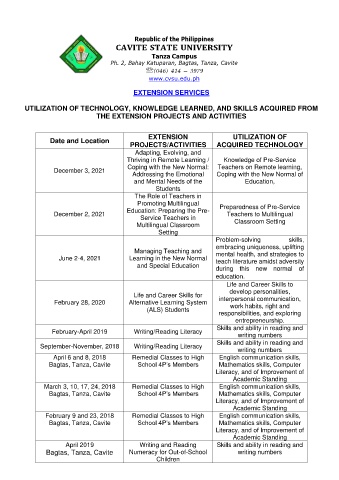 Republic of the Philippines
CAVITE STATE UNIVERSITY
Tanza Campus
Ph. 2, Bahay Katuparan, Bagtas, Tanza, Cavite
(046) 414 – 3979
www.cvsu.edu.ph
EXTENSION SERVICES
UTILIZATION OF TECHNOLOGY, KNOWLEDGE LEARNED, AND SKILLS ACQUIRED FROM
THE EXTENSION PROJECTS AND ACTIVITIES
Date and Location
EXTENSION
PROJECTS/ACTIVITIES
UTILIZATION OF
ACQUIRED TECHNOLOGY
December 3, 2021
Adapting, Evolving, and
Thriving in Remote Learning /
Coping with the New Normal:
Addressing the Emotional
and Mental Needs of the
Students
Knowledge of Pre-Service
Teachers on Remote learning,
Coping with the New Normal of
Education.
December 2, 2021
The Role of Teachers in
Promoting Multilingual
Education: Preparing the Pre-
Service Teachers in
Multilingual Classroom
Setting
Preparedness of Pre-Service
Teachers to Multilingual
Classroom Setting
June 2-4, 2021
Managing Teaching and
Learning in the New Normal
and Special Education
Problem-solving skills,
embracing uniqueness, uplifting
mental health, and strategies to
teach literature amidst adversity
during this new normal of
education.
February 28, 2020
Life and Career Skills for
Alternative Learning System
(ALS) Students
Life and Career Skills to
develop personalities,
interpersonal communication,
work habits, right and
responsibilities, and exploring
entrepreneurship.
February-April 2019
Writing/Reading Literacy
Skills and ability in reading and
writing numbers
September-November, 2018
Writing/Reading Literacy
Skills and ability in reading and
writing numbers
April 6 and 8, 2018
Bagtas, Tanza, Cavite
Remedial Classes to High
School 4P's Members
English communication skills,
Mathematics skills, Computer
Literacy, and of Improvement of
Academic Standing
March 3, 10, 17, 24, 2018
Bagtas, Tanza, Cavite
Remedial Classes to High
School 4P's Members
English communication skills,
Mathematics skills, Computer
Literacy, and of Improvement of
Academic Standing
February 9 and 23, 2018
Bagtas, Tanza, Cavite
Remedial Classes to High
School 4P's Members
English communication skills,
Mathematics skills, Computer
Literacy, and of Improvement of
Academic Standing
April 2019
Bagtas, Tanza, Cavite
Writing and Reading
Numeracy for Out-of-School
Children
Skills and ability in reading and
writing numbers